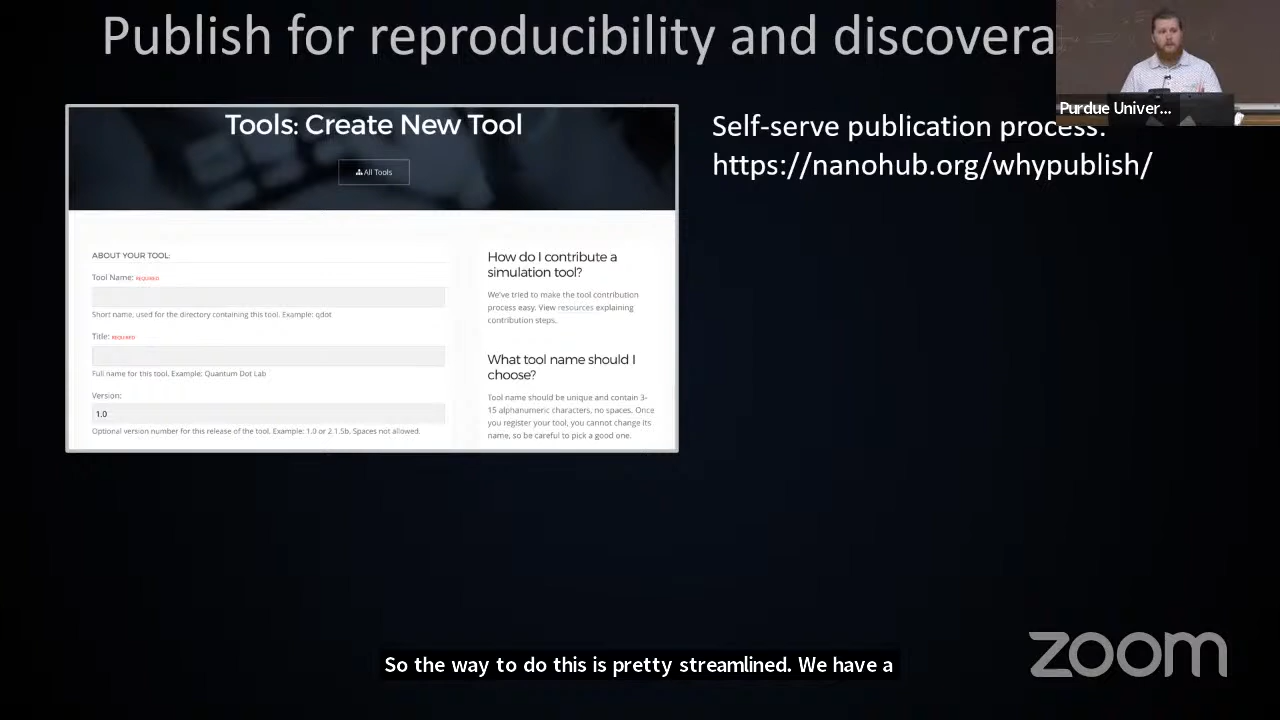 Publish for reproducibility and discovera
Purdue Univer...
Tools: Create New Tool
All Tools
ABOUT YOUR TOOL:
Tool Name: REQUIRED
Short name, used for the directory containing this tool. Example: qdot
Title: REQUIRED
Full name for this tool. Example: Quantum Dot Lab
Version:
1.0
Optional version number for this release of the tool. Example: 1.0 or 2.1.5b. Spaces not allowed.
How do I contribute a
simulation tool?
We've tried to make the tool contribution
process easy. View resources explaining
contribution steps.
What tool name should I
choose?
Tool name should be unique and contain 3-
15 alphanumeric characters, no spaces. Once
you register your tool, you cannot change its
name, so be careful to pick a good one.
Self-serve publication process:
https://nanohub.org/whypublish/
So the way to do this is pretty streamlined. We have a
zoom